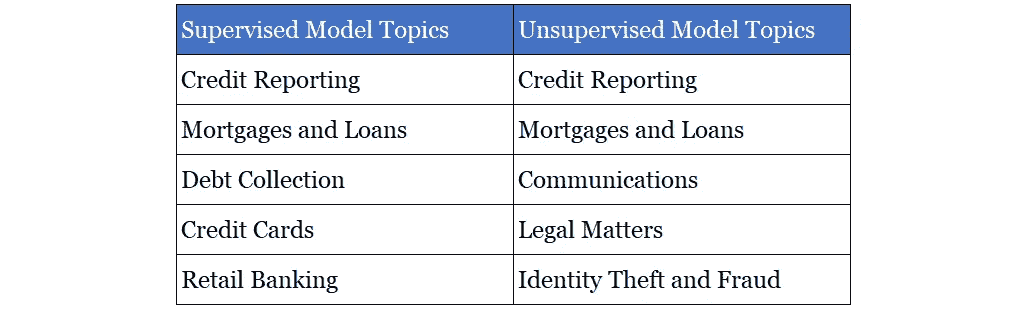 Supervised Model Topics Unsupervised Model Topics
Credit Reporting Credit Reporting
Mortgages and Loans Mortgages and Loans
Debt Collection Communications
Credit Cards Legal Matters
Retail Banking Identity Theft and Fraud